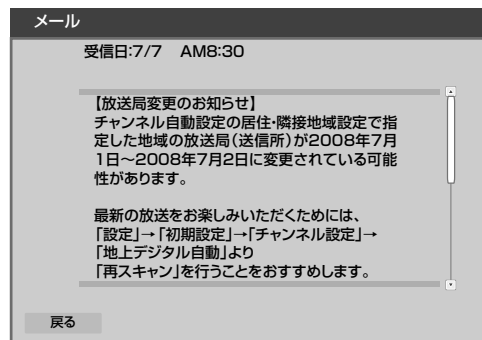 メール
受信日:7/7 AM8:30
【放送局変更のお知らせ】
チャンネル自動設定の居住・隣接地域設定で指
定した地域の放送局(送信所)が2008年7月
1日～2008年7月2日に変更されている可能
性があります。
最新の放送をお楽しみいただくためには、
「設定」→「初期設定」→「チャンネル設定」→
「地上デジタル自動」より
「再スキャン」を行うことをおすすめします。
戻る